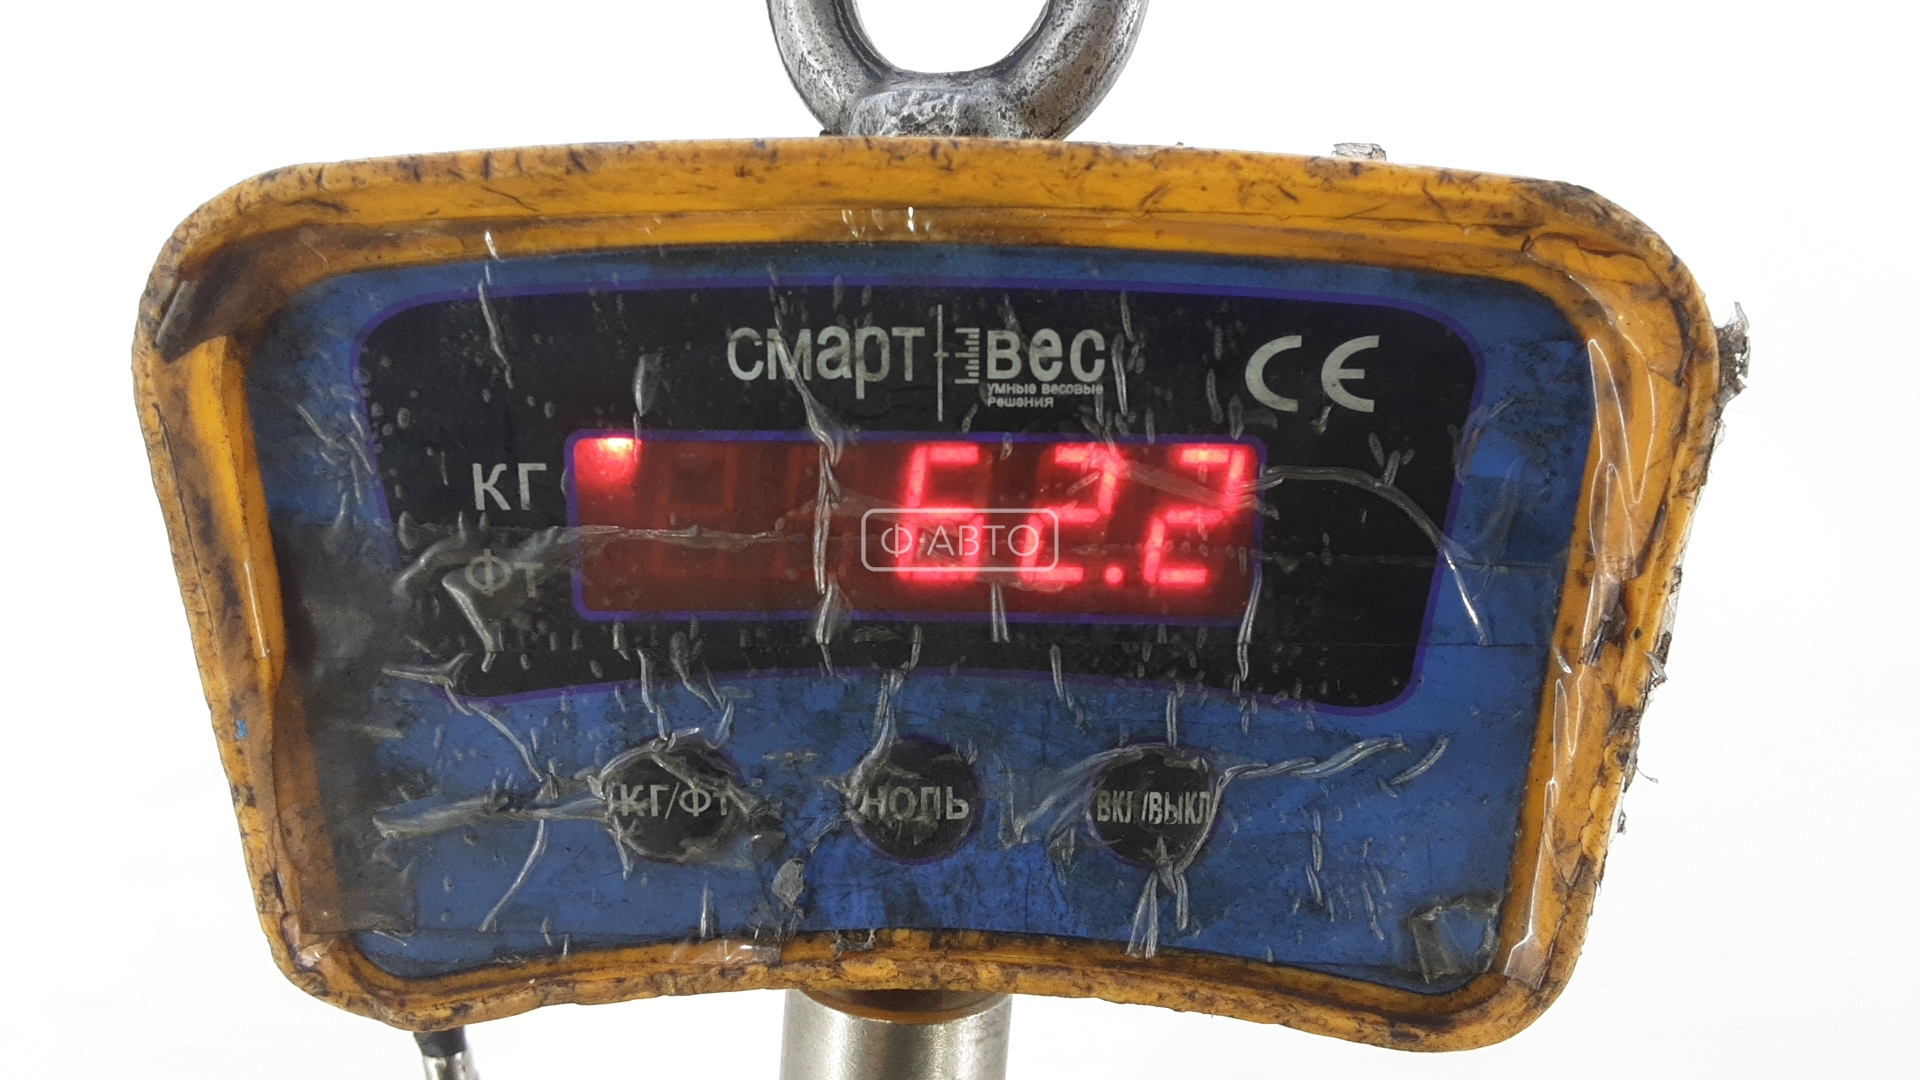 смарт вес CE
умные весовые
решения
КГ 62.2
Фт
Ф-АВТО
КГ/Фт НОЛЬ ВКЛ/ВЫКЛ